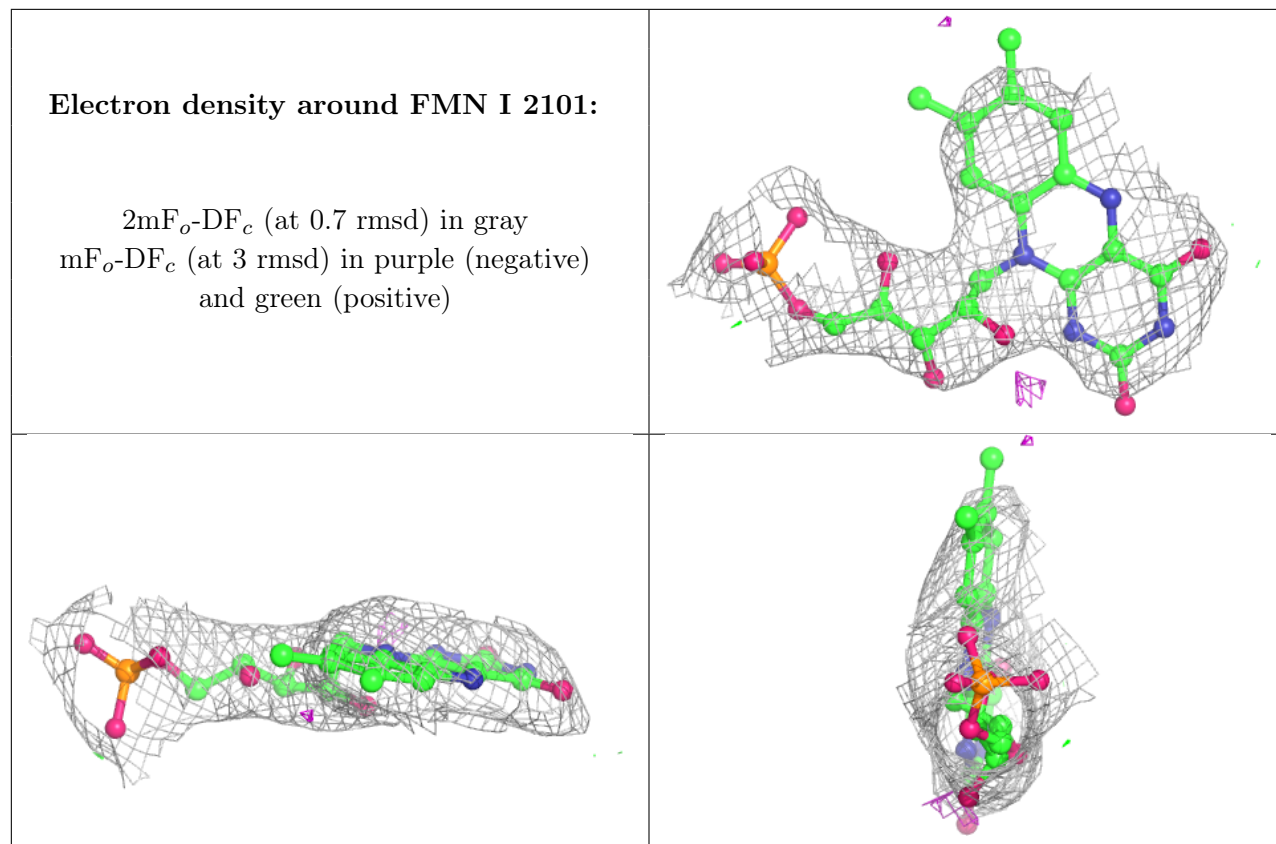 Electron density around FMN I 2101:
2mFo-DFc (at 0.7 rmsd) in gray
mFo-DFc (at 3 rmsd) in purple (negative)
and green (positive)